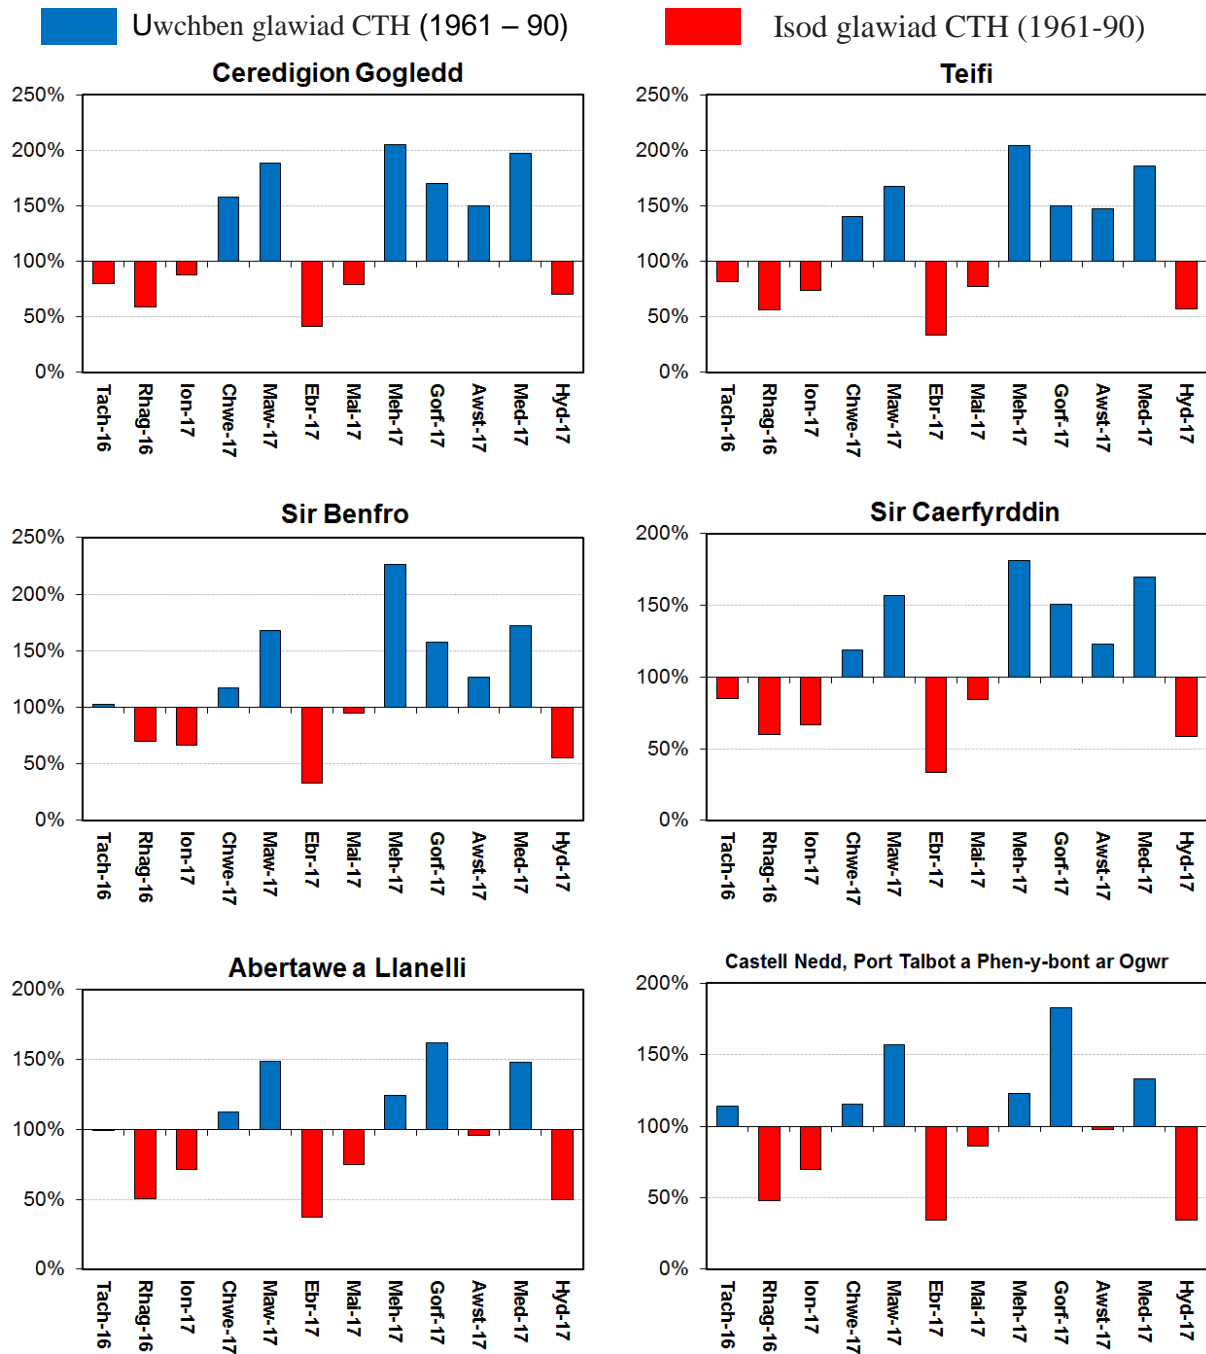 Uwchben glawiad CTH (1961 – 90)
Isod glawiad CTH (1961-90)
Ceredigion Gogledd
250%
200%
150%
100%
50%
0%
Tach-16
Rhag-16
Ion-17
Chwe-17
Maw-17
Ebr-17
Mai-17
Meh-17
Gorf-17
Awst-17
Med-17
Hyd-17
Teifi
250%
200%
150%
100%
50%
0%
Tach-16
Rhag-16
Ion-17
Chwe-17
Maw-17
Ebr-17
Mai-17
Meh-17
Gorf-17
Awst-17
Med-17
Hyd-17
Sir Benfro
250%
200%
150%
100%
50%
0%
Tach-16
Rhag-16
Ion-17
Chwe-17
Maw-17
Ebr-17
Mai-17
Meh-17
Gorf-17
Awst-17
Med-17
Hyd-17
Sir Caerfyrddin
200%
150%
100%
50%
0%
Tach-16
Rhag-16
Ion-17
Chwe-17
Maw-17
Ebr-17
Mai-17
Meh-17
Gorf-17
Awst-17
Med-17
Hyd-17
Abertawe a Llanelli
200%
150%
100%
50%
0%
Tach-16
Rhag-16
Ion-17
Chwe-17
Maw-17
Ebr-17
Mai-17
Meh-17
Gorf-17
Awst-17
Med-17
Hyd-17
Castell Nedd, Port Talbot a Phen-y-bont ar Ogwr
200%
150%
100%
50%
0%
Tach-16
Rhag-16
Ion-17
Chwe-17
Maw-17
Ebr-17
Mai-17
Meh-17
Gorf-17
Awst-17
Med-17
Hyd-17